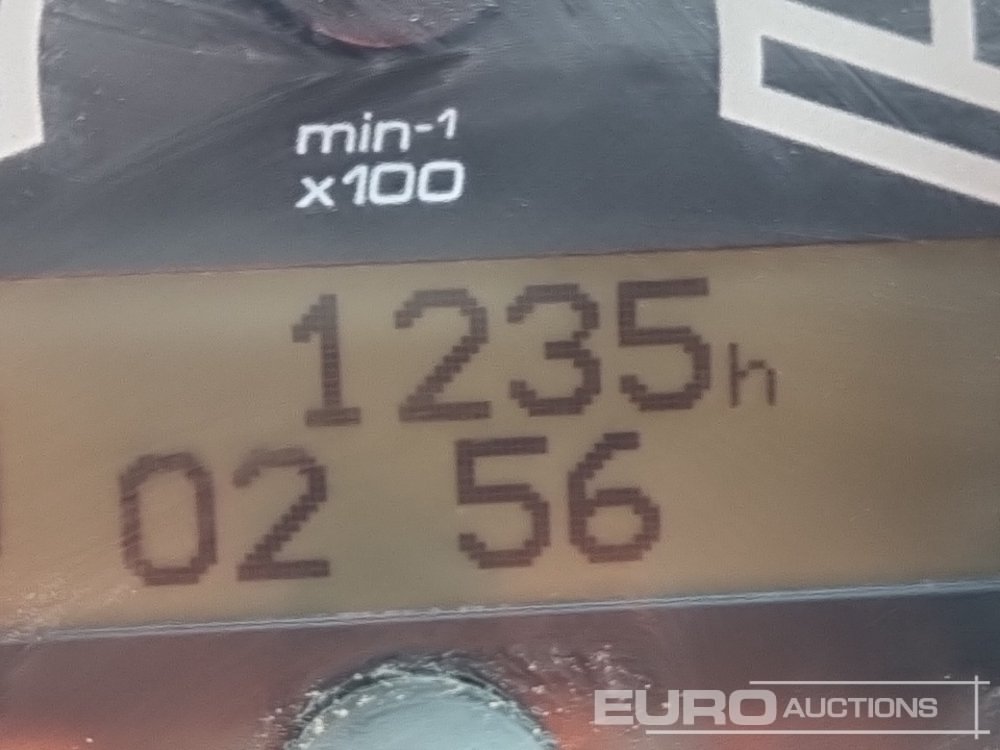 min-1
x100
1235h
02 56
EURO AUCTIONS